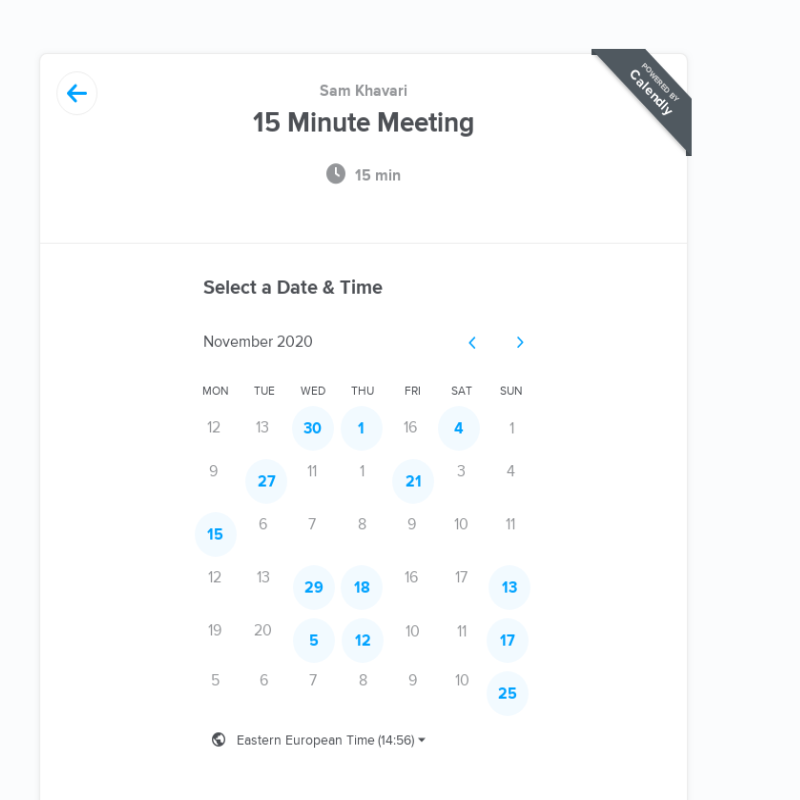 POWERED BY
Calendly
Sam Khavari
15 Minute Meeting
15 min
Select a Date & Time
November 2020
MON TUE WED THU FRI SAT SUN
12 13 30 1 16 4 1
9 27 11 1 21 3 4
15 6 7 8 9 10 11
12 13 29 18 16 17 13
19 20 5 12 10 11 17
5 6 7 8 9 10 25
Eastern European Time (14:56)